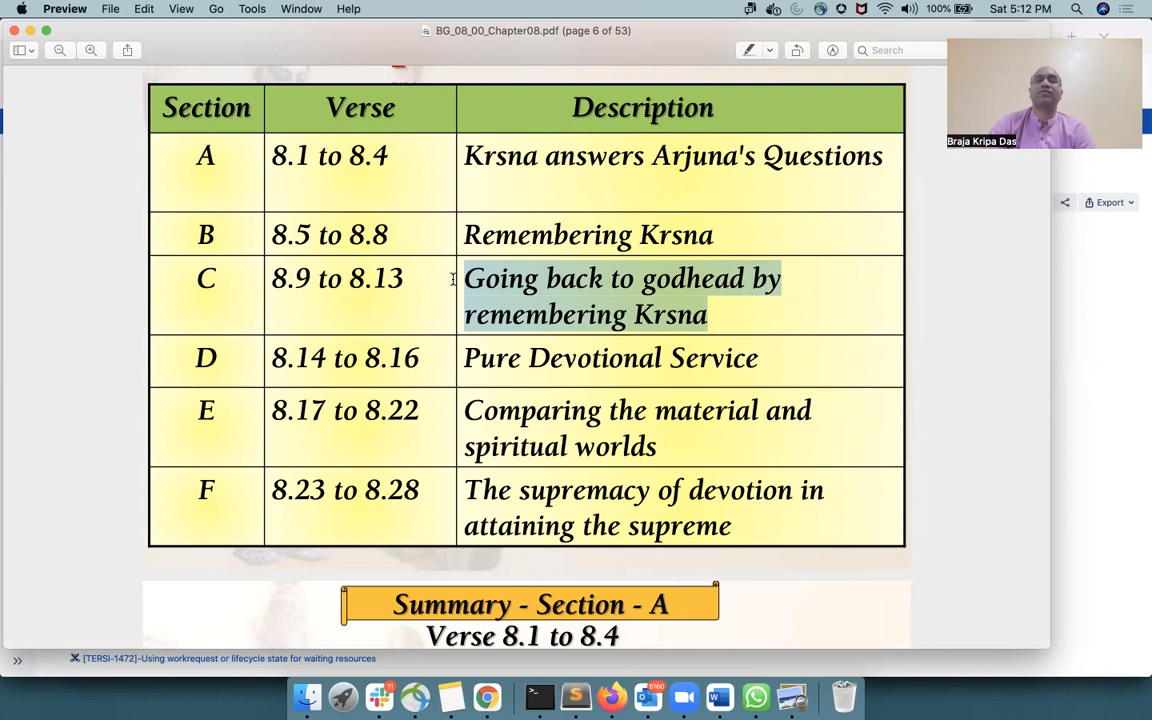 Preview File Edit View Go Tools Window Help 100% Sat 5:12 PM
BG_08_00_Chapter08.pdf (page 6 of 53)
Search
Section Verse Description
A 8.1 to 8.4 Krsna answers Arjuna's Questions
B 8.5 to 8.8 Remembering Krsna
C 8.9 to 8.13 Going back to godhead by
remembering Krsna
D 8.14 to 8.16 Pure Devotional Service
E 8.17 to 8.22 Comparing the material and
spiritual worlds
F 8.23 to 8.28 The supremacy of devotion in
attaining the supreme
Summary - Section - A
Verse 8.1 to 8.4
Braja Kripa Das
Export
[TERSI-1472]-Using workrequest or lifecycle state for waiting resources
11
5160